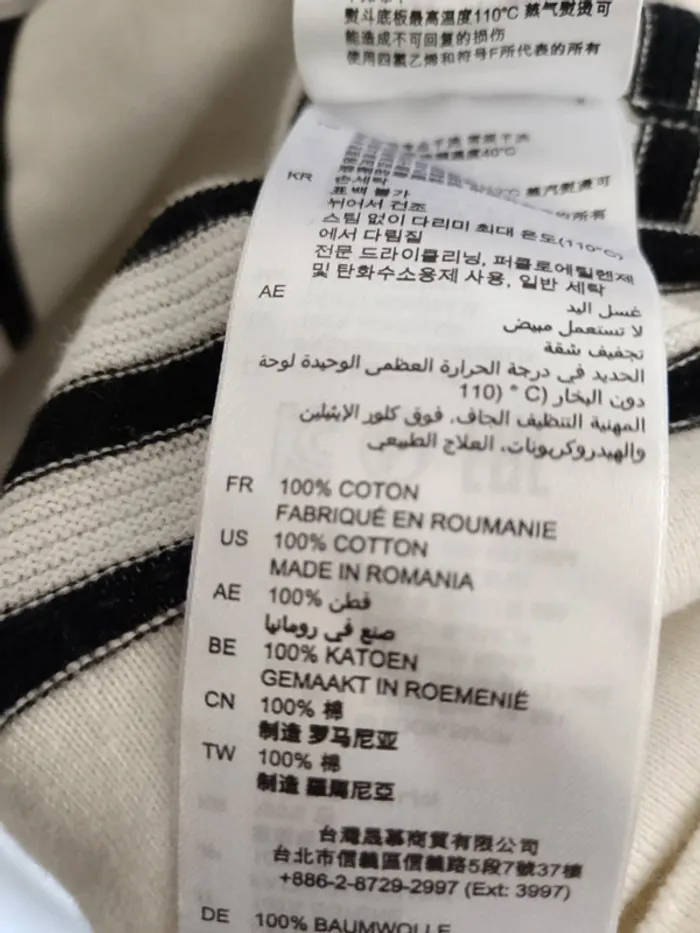 熨斗底板最高温度110°C 蒸气熨烫可
能造成不可回复的损伤
使用四氯乙烯和符号F所代表的所有
KR
손세탁
표백 불가
뉘어서 건조
스팀 없이 다리미 최대 온도(110°C)
에서 다림질
전문 드라이클리닝, 퍼클로에틸렌제
및 탄화수소용제 사용, 일반 세탁
AE
غسل اليد
لا تستعمل مبيض
تجفيف شقة
الحديد في درجة الحرارة العظمى الوحيدة لوحة
دون البخار (C ° (110
المهنية التنظيف الجاف، فوق كلور الإيثيلين
والهيدروكربونات، العلاج الطبيعي
FR 100% COTON
FABRIQUÉ EN ROUMANIE
US 100% COTTON
MADE IN ROMANIA
AE 100% قطن
صنع في رومانيا
BE 100% KATOEN
GEMAAKT IN ROEMENIË
CN 100% 棉
制造 罗马尼亚
TW 100% 棉
制造 羅馬尼亞
台灣晟慕商貿有限公司
台北市信義區信義路5段7號37樓
+886-2-8729-2997 (Ext: 3997)
DE 100% BAUMWOLLE